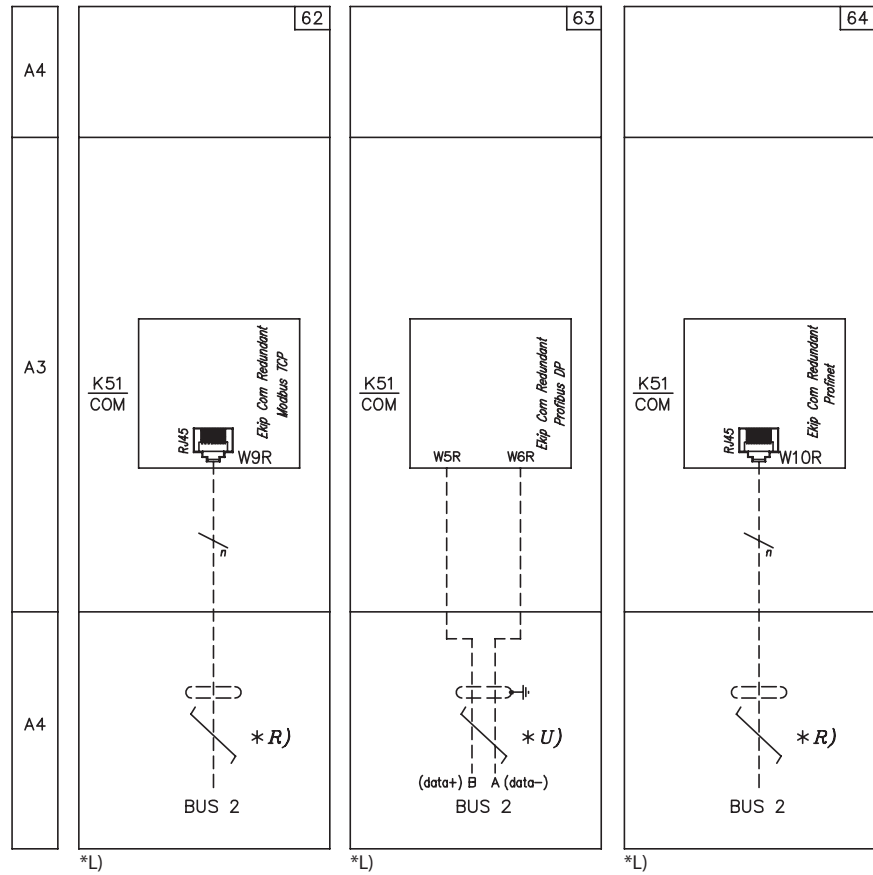 A4
A3
A4
62
K51
COM
Ekip Com Redundant
Modbus TCP
RJ45
W9R
n
*R)
BUS 2
*L)
63
K51
COM
Ekip Com Redundant
Profibus DP
W5R W6R
*U)
(data+) B A (data-)
BUS 2
*L)
64
K51
COM
Ekip Com Redundant
Profinet
RJ45
W10R
n
*R)
BUS 2
*L)